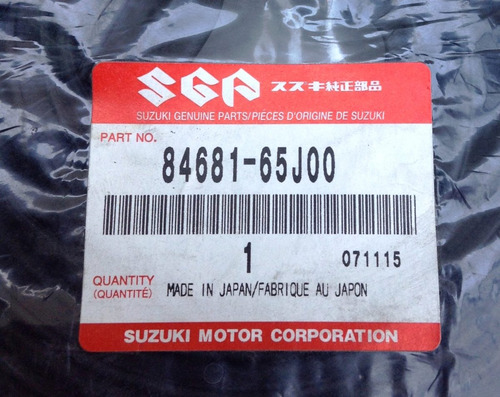 SGP スズキ純正部品
SUZUKI GENUINE PARTS/PIÈCES D'ORIGINE DE SUZUKI
PART NO.
84681-65J00
1 071115
QUANTITY
(QUANTITÉ)
MADE IN JAPAN/FABRIQUE AU JAPON
SUZUKI MOTOR CORPORATION